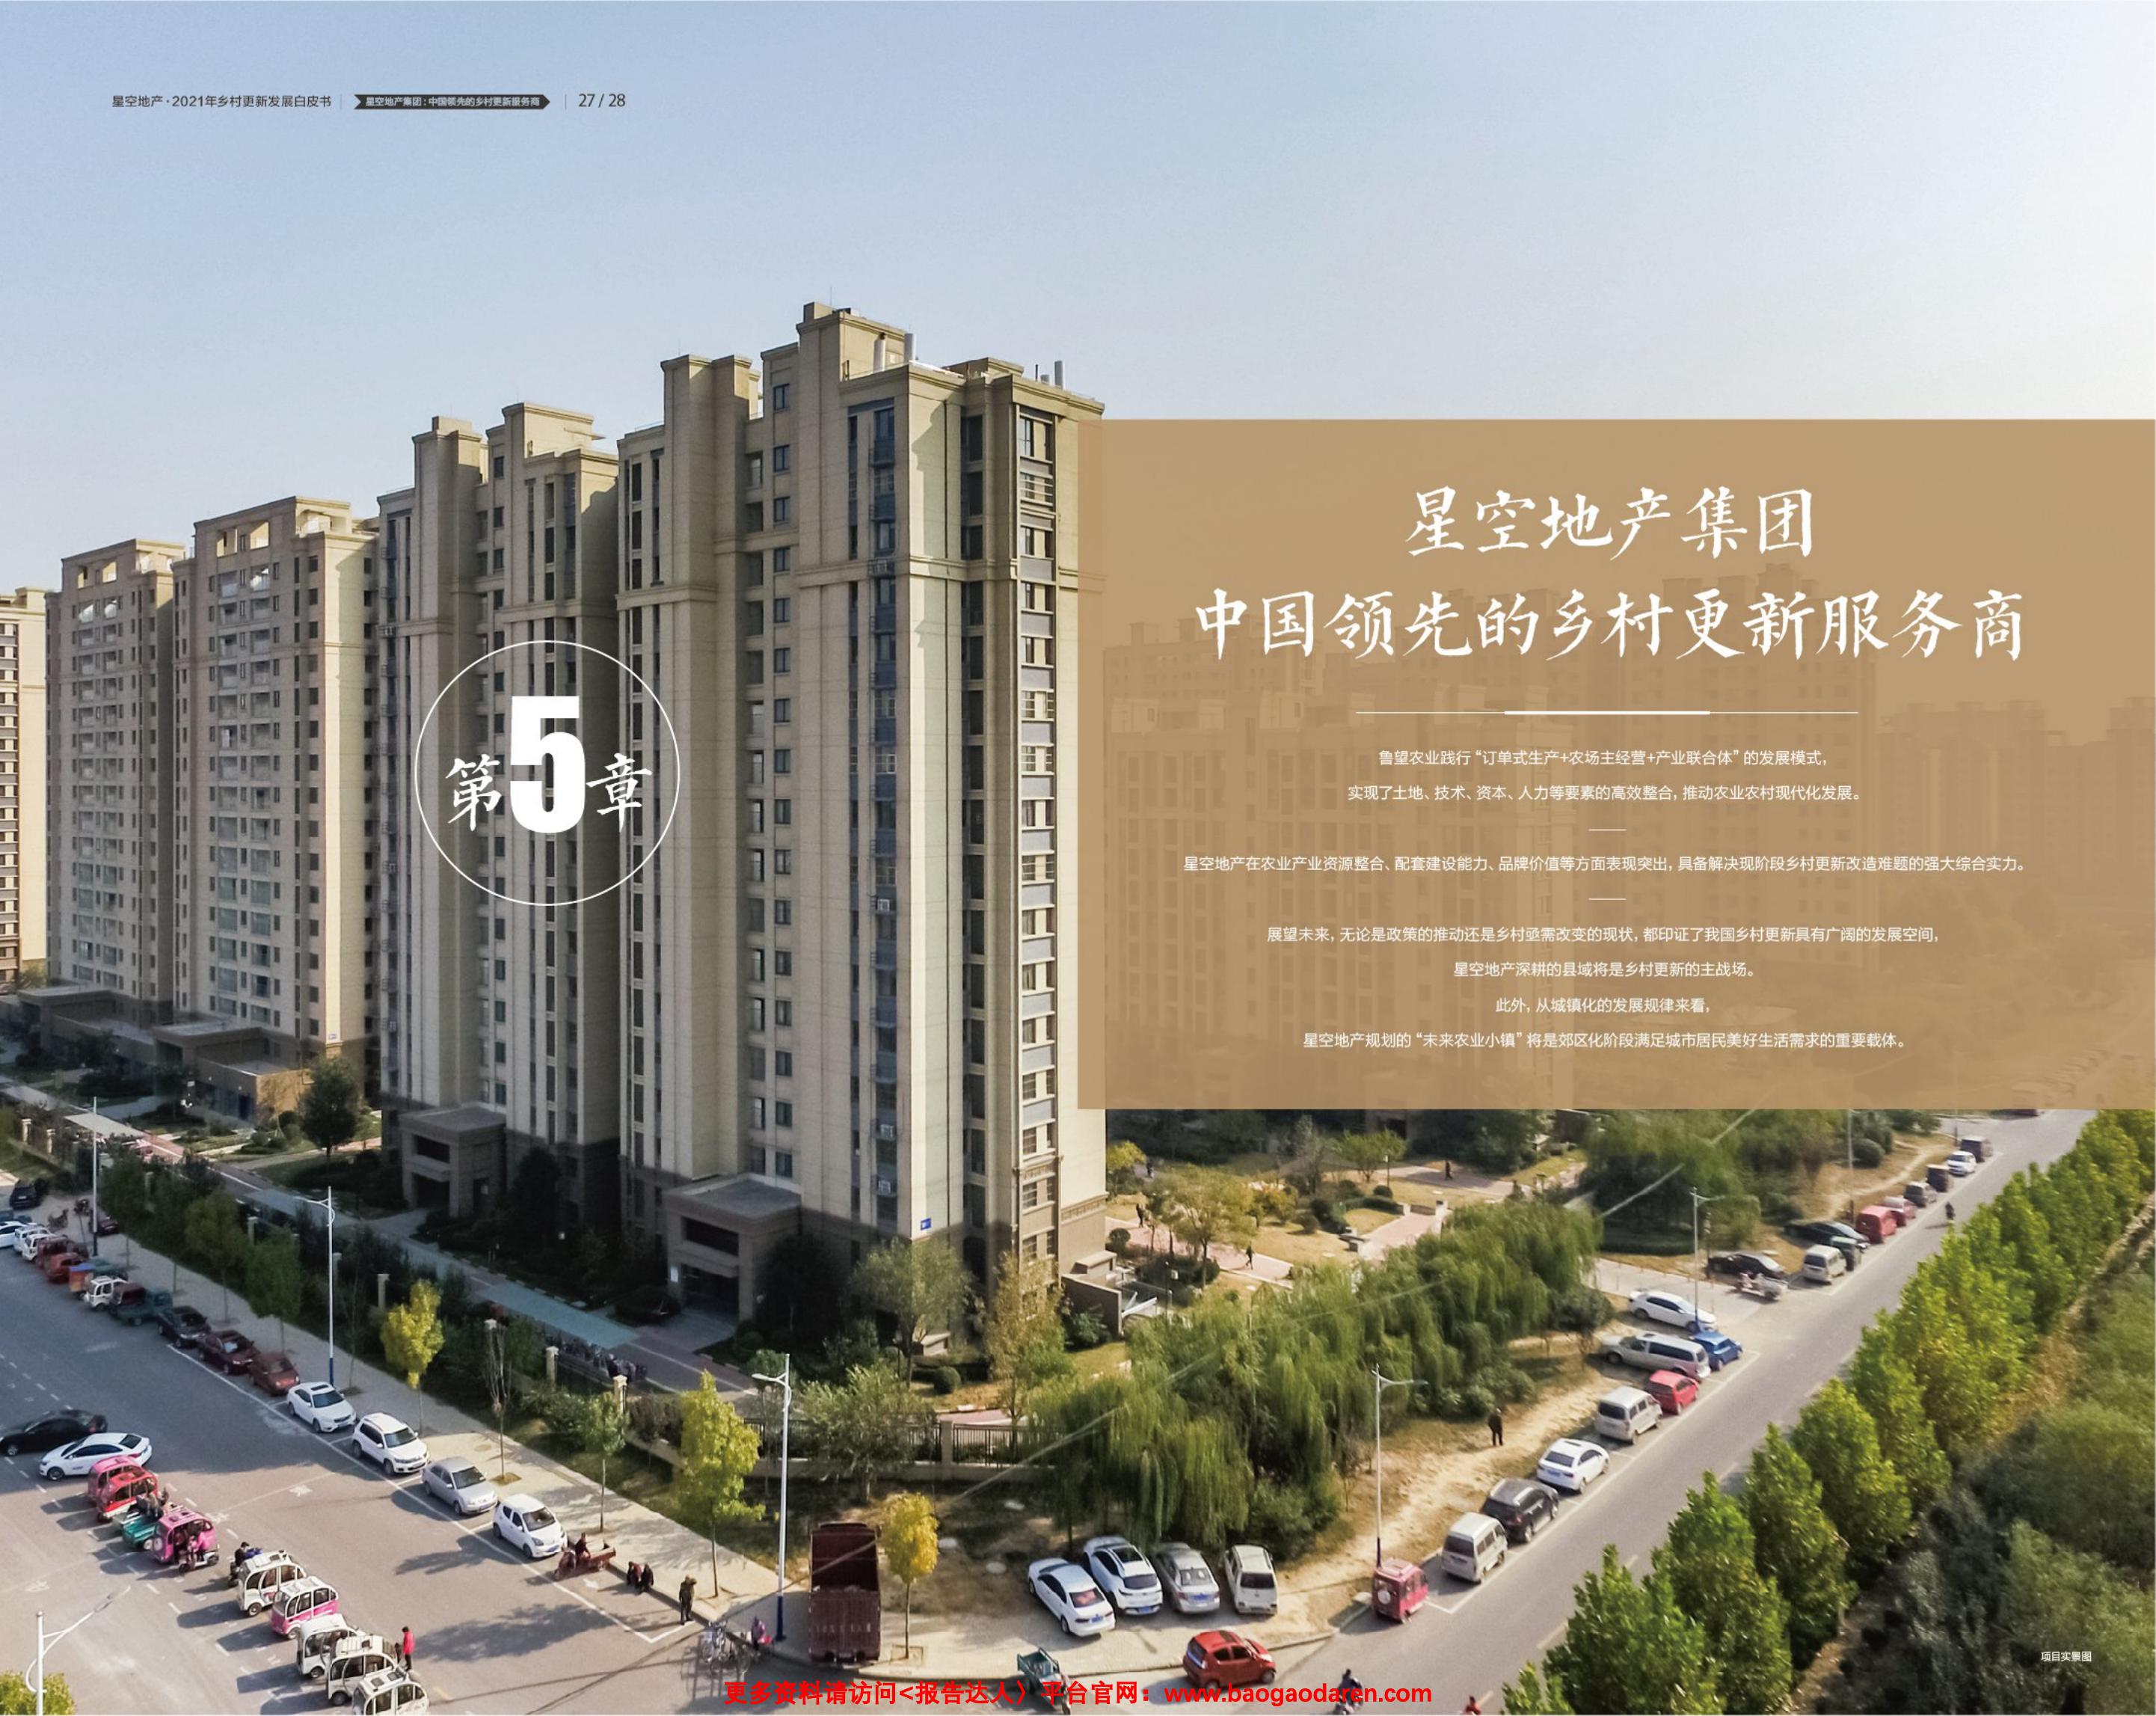 星空地产·2021年乡村更新发展白皮书
星空地产集团：中国领先的乡村更新服务商
27 / 28
星空地产集团
中国领先的乡村更新服务商
第5章
鲁望农业践行“订单式生产+农场主经营+产业联合体”的发展模式，
实现了土地、技术、资本、人力等要素的高效整合，推动农业农村现代化发展。
星空地产在农业产业资源整合、配套建设能力、品牌价值等方面表现突出，具备解决现阶段乡村更新改造难题的强大综合实力。
展望未来，无论是政策的推动还是乡村亟需改变的现状，都印证了我国乡村更新具有广阔的发展空间，
星空地产深耕的县域将是乡村更新的主战场。
此外，从城镇化的发展规律来看，
星空地产规划的“未来农业小镇”将是郊区化阶段满足城市居民美好生活需求的重要载体。
项目实景图
更多资料请访问<报告达人〉平台官网：www.baogaodaren.com